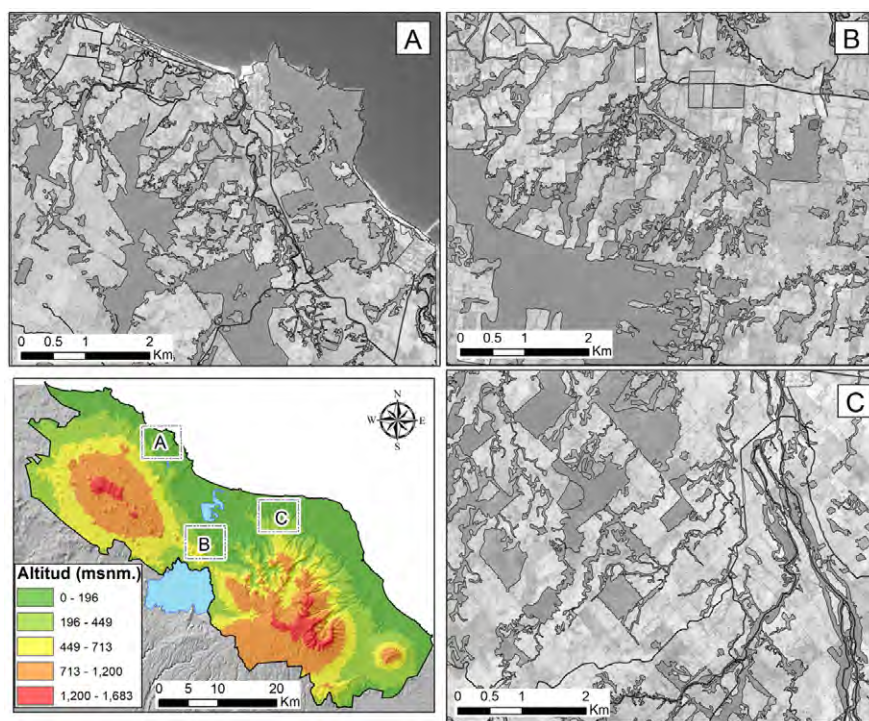 A
0 0.5 1 2
Km
B
0 0.5 1 2
Km
N
W E
S
A
B
C
Altitud (msnm.)
0 - 196
196 - 449
449 - 713
713 - 1,200
1,200 - 1,683
0 5 10 20
Km
C
0 0.5 1 2
Km